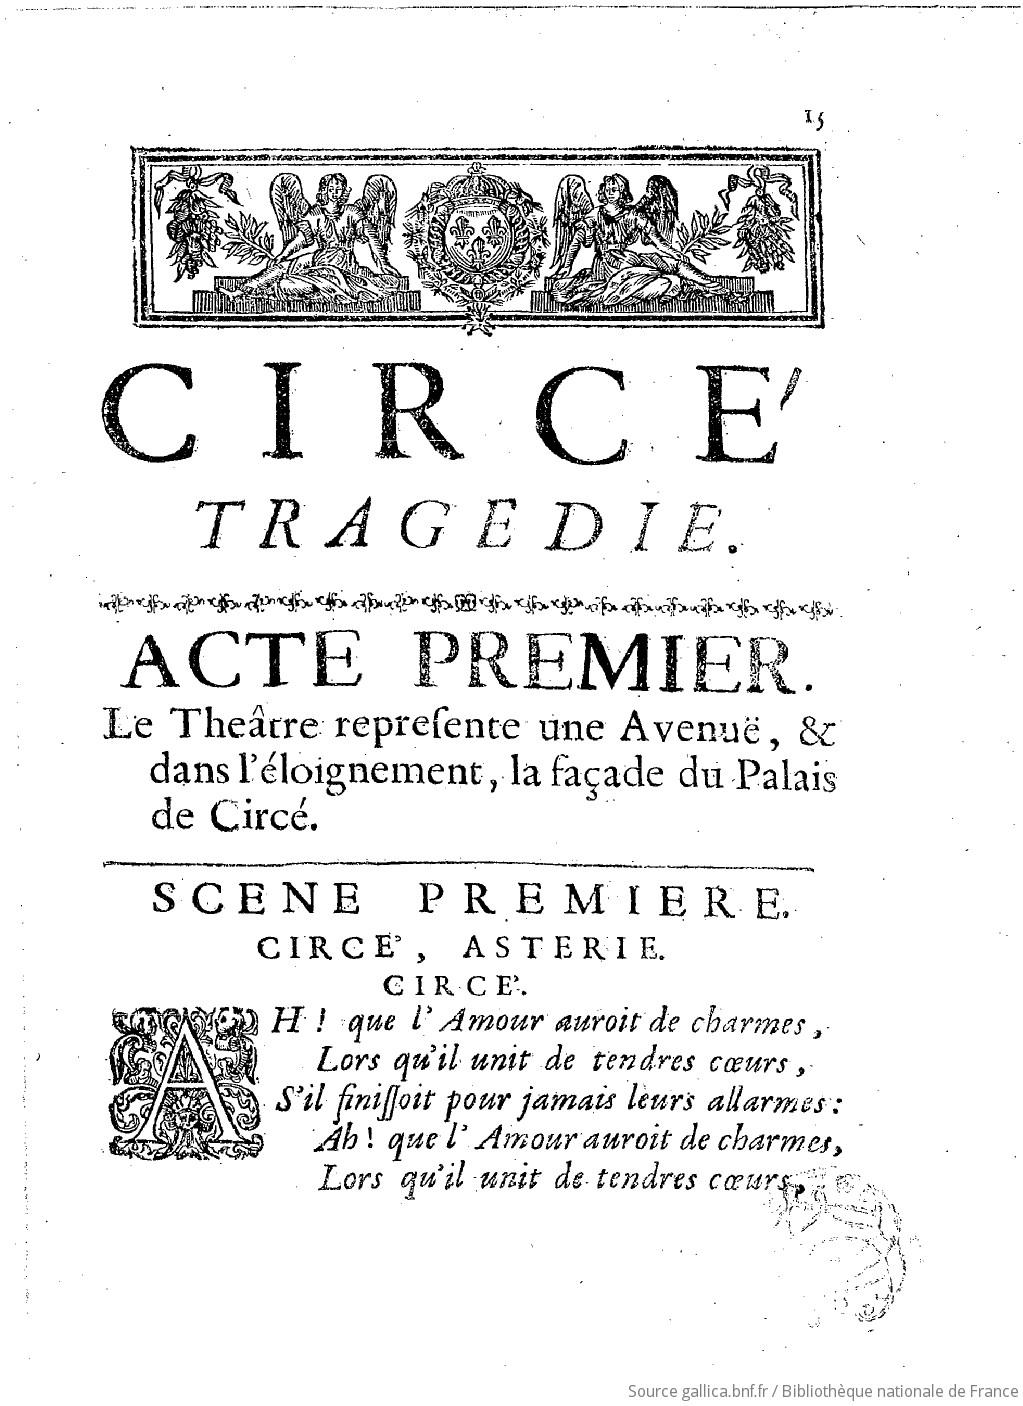 15
CIRCE'
TRAGEDIE.
ACTE PREMIER.
Le Theâtre repreſente une Avenuë, &
dans l'éloignement, la façade du Palais
de Circé.
SCENE PREMIERE.
CIRCE', ASTERIE.
CIRCE'.
AH ! que l'Amour auroit de charmes,
Lors qu'il unit de tendres cœurs,
S'il finiſſoit pour jamais leurs allarmes:
Ah ! que l'Amour auroit de charmes,
Lors qu'il unit de tendres cœurs,
Source gallica.bnf.fr / Bibliothèque nationale de France